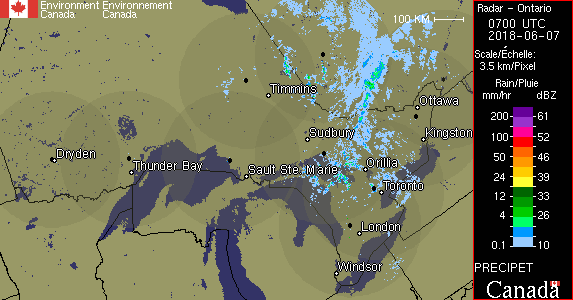 Environment Environnement
Canada Canada
100 KM
Timmins
Ottawa
Sudbury
Kingston
Dryden
Thunder Bay
Sault Ste. Marie
Orillia
Toronto
London
Windsor
Radar - Ontario
0700 UTC
2018-06-07
Scale/Échelle:
3.5 km/Pixel
Rain/Pluie
mm/hr dBZ
200 61
100 52
50 46
24 39
12 33
4 26
0.1 10
PRECIPET
Canada